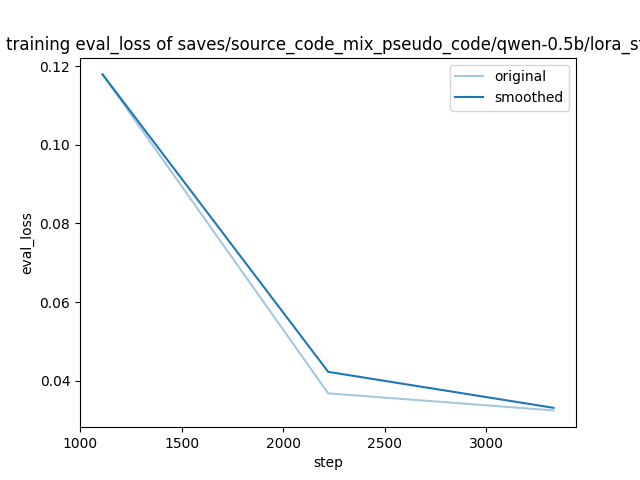 training eval_loss of saves/source_code_mix_pseudo_code/qwen-0.5b/lora_s
original
smoothed
0.12
0.10
0.08
0.06
0.04
eval_loss
1000 1500 2000 2500 3000
step